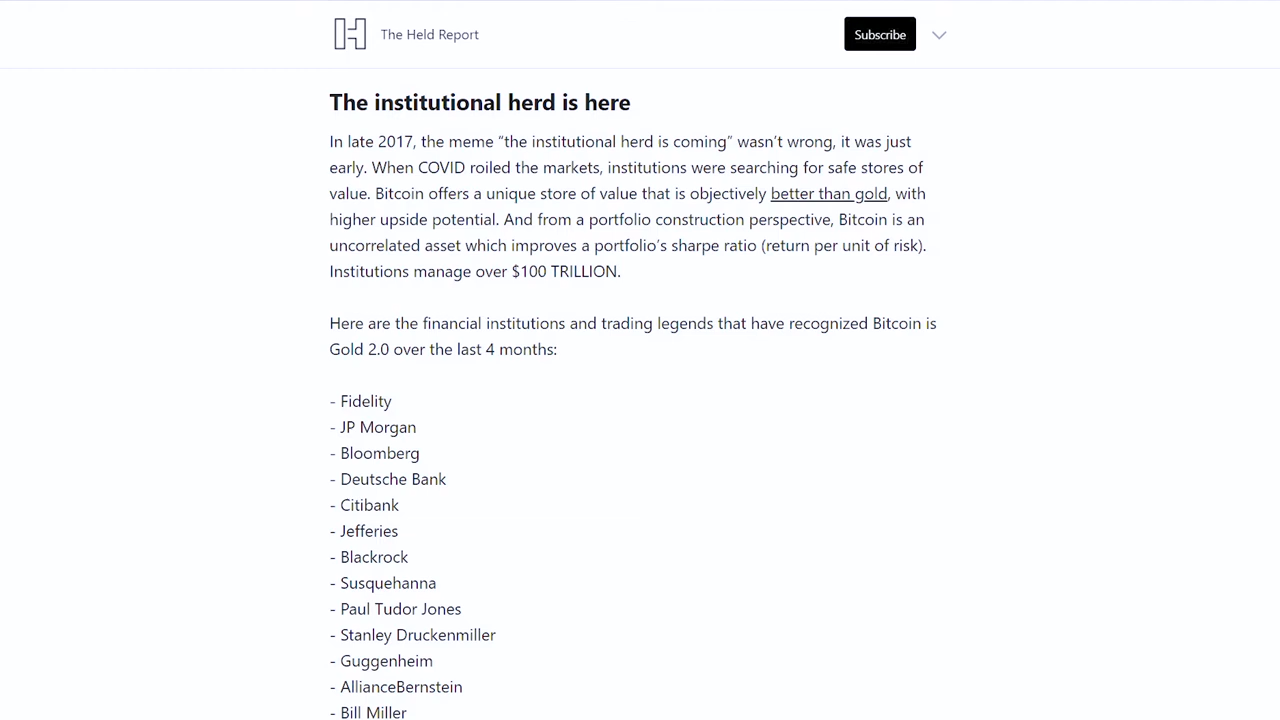 The Held Report
Subscribe
The institutional herd is here
In late 2017, the meme “the institutional herd is coming” wasn’t wrong, it was just
early. When COVID roiled the markets, institutions were searching for safe stores of
value. Bitcoin offers a unique store of value that is objectively better than gold, with
higher upside potential. And from a portfolio construction perspective, Bitcoin is an
uncorrelated asset which improves a portfolio’s sharpe ratio (return per unit of risk).
Institutions manage over $100 TRILLION.
Here are the financial institutions and trading legends that have recognized Bitcoin is
Gold 2.0 over the last 4 months:
- Fidelity
- JP Morgan
- Bloomberg
- Deutsche Bank
- Citibank
- Jefferies
- Blackrock
- Susquehanna
- Paul Tudor Jones
- Stanley Druckenmiller
- Guggenheim
- AllianceBernstein
- Bill Miller